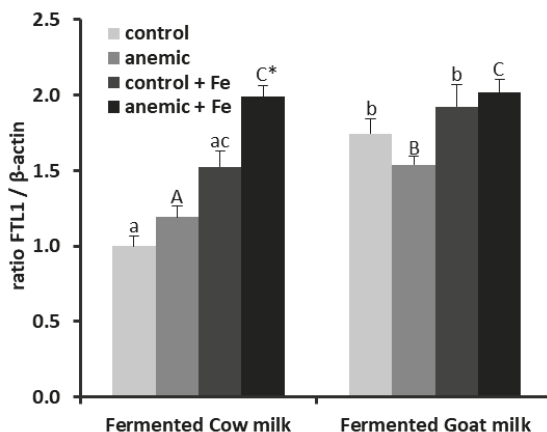 2.5
2.0
1.5
1.0
0.5
0.0
ratio FTL1 / β-actin
control
anemic
control + Fe
anemic + Fe
a
A
ac
C*
b
B
b
C
Fermented Cow milk
Fermented Goat milk